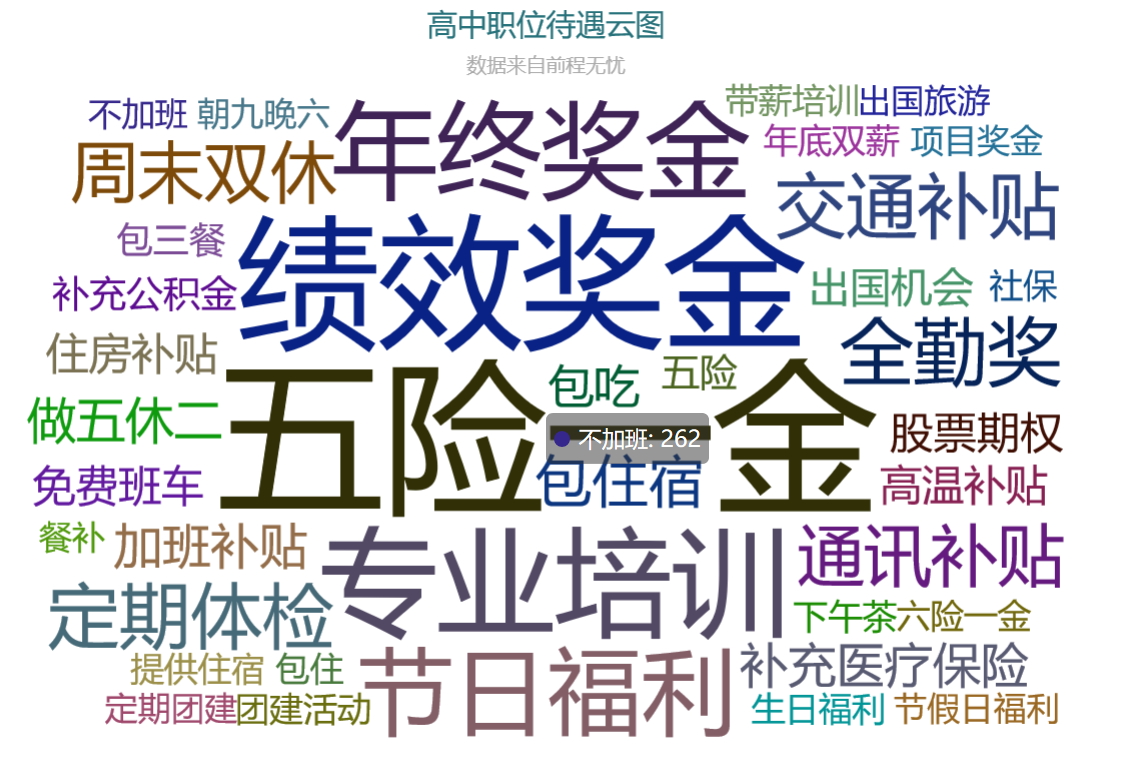 高中职位待遇云图
数据来自前程无忧
不加班 朝九晚六 年终奖金 带薪培训 出国旅游
周末双休 年底双薪 项目奖金
交通补贴
包三餐 绩效奖金
补充公积金 出国机会 社保
住房补贴 五险 全勤奖
做五休二 五险一金 包吃 股票期权
不加班: 262
免费班车 包住宿 高温补贴
餐补 加班补贴 专业培训 通讯补贴
定期体检 下午茶 六险一金
提供住宿 包住 节日福利 补充医疗保险
定期团建 团建活动 生日福利 节假日福利